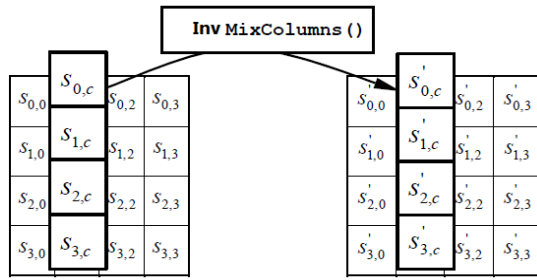 Inv MixColumns()
s0,0 s0,c s0,2 s0,3
s1,0 s1,c s1,2 s1,3
s2,0 s2,c s2,2 s2,3
s3,0 s3,c s3,2 s3,3
s'0,0 s'0,c s'0,2 s'0,3
s'1,0 s'1,c s'1,2 s'1,3
s'2,0 s'2,c s'2,2 s'2,3
s'3,0 s'3,c s'3,2 s'3,3